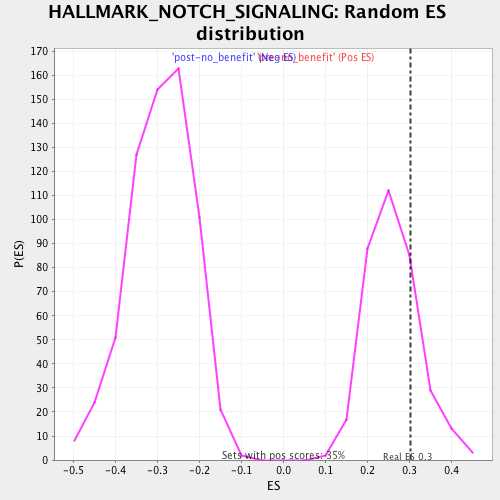 HALLMARK_NOTCH_SIGNALING: Random ES
distribution
'post-no_benefit' (Neg ES)
_benefit' (Pos ES)
170
160
150
140
130
120
110
100
90
80
70
60
50
40
30
20
10
0
P(ES)
Sets with pos scores: 35%
Real ES 0.3
-0.5 -0.4 -0.3 -0.2 -0.1 0.0 0.1 0.2 0.3 0.4
ES